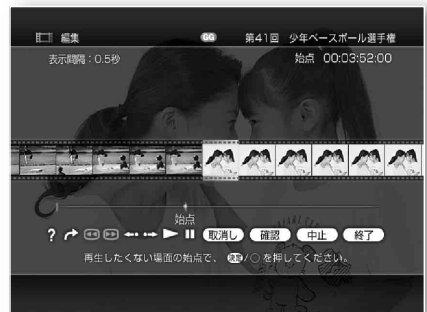 編集 GG 第41回 少年ベースボール選手権
表示間隔：0.5秒 始点 00:03:52:00
始点
? 取消し 確認 中止 終了
再生したくない場面の始点で、決定/○を押してください。